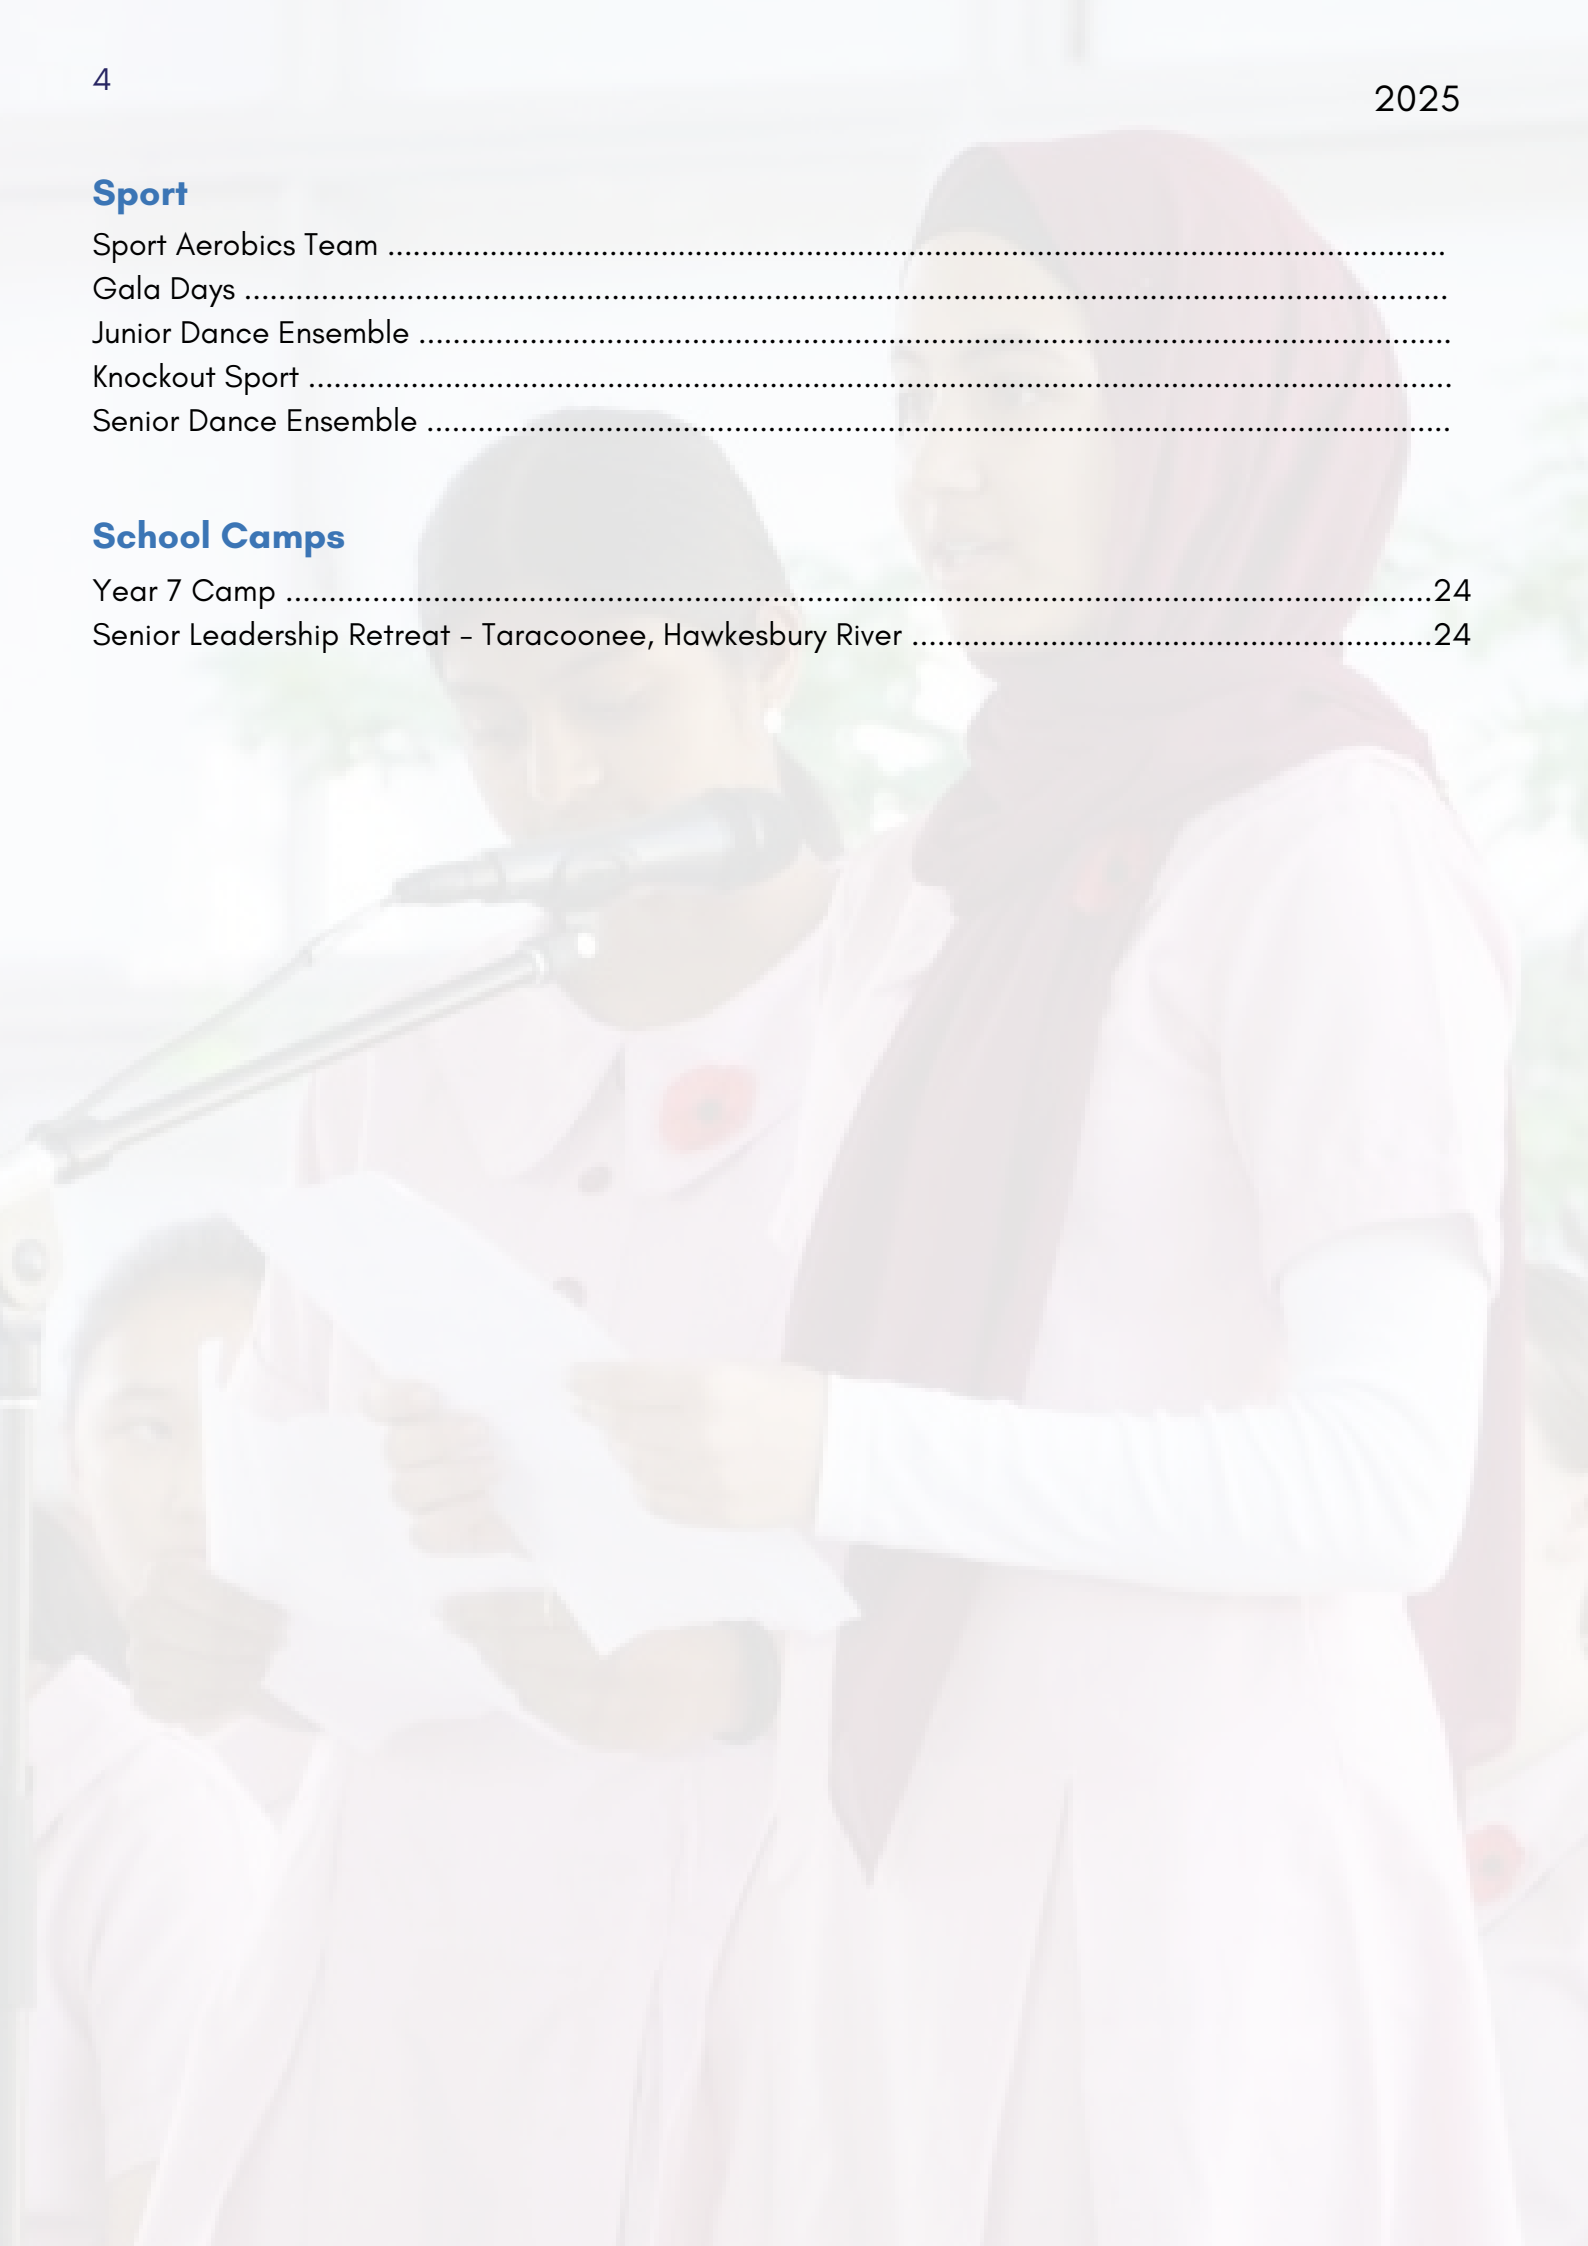 4
2025
Sport
Sport Aerobics Team ............................................................................................................................
Gala Days .............................................................................................................................................
Junior Dance Ensemble .........................................................................................................................
Knockout Sport ......................................................................................................................................
Senior Dance Ensemble ........................................................................................................................
School Camps
Year 7 Camp .......................................................................................................................................24
Senior Leadership Retreat – Taracoonee, Hawkesbury River .............................................................24